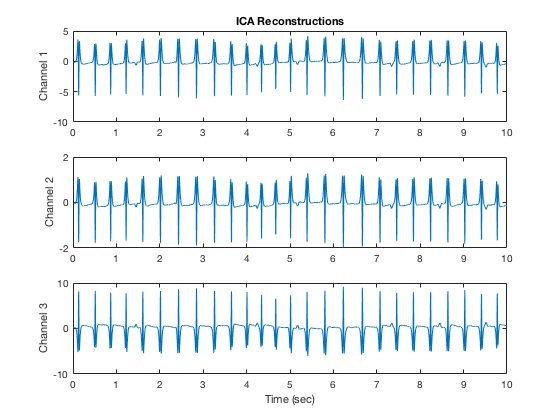 ICA Reconstructions
5
0
-5
-10
Channel 1
0 1 2 3 4 5 6 7 8 9 10
2
0
-2
Channel 2
0 1 2 3 4 5 6 7 8 9 10
10
0
-10
Channel 3
0 1 2 3 4 5 6 7 8 9 10
Time (sec)